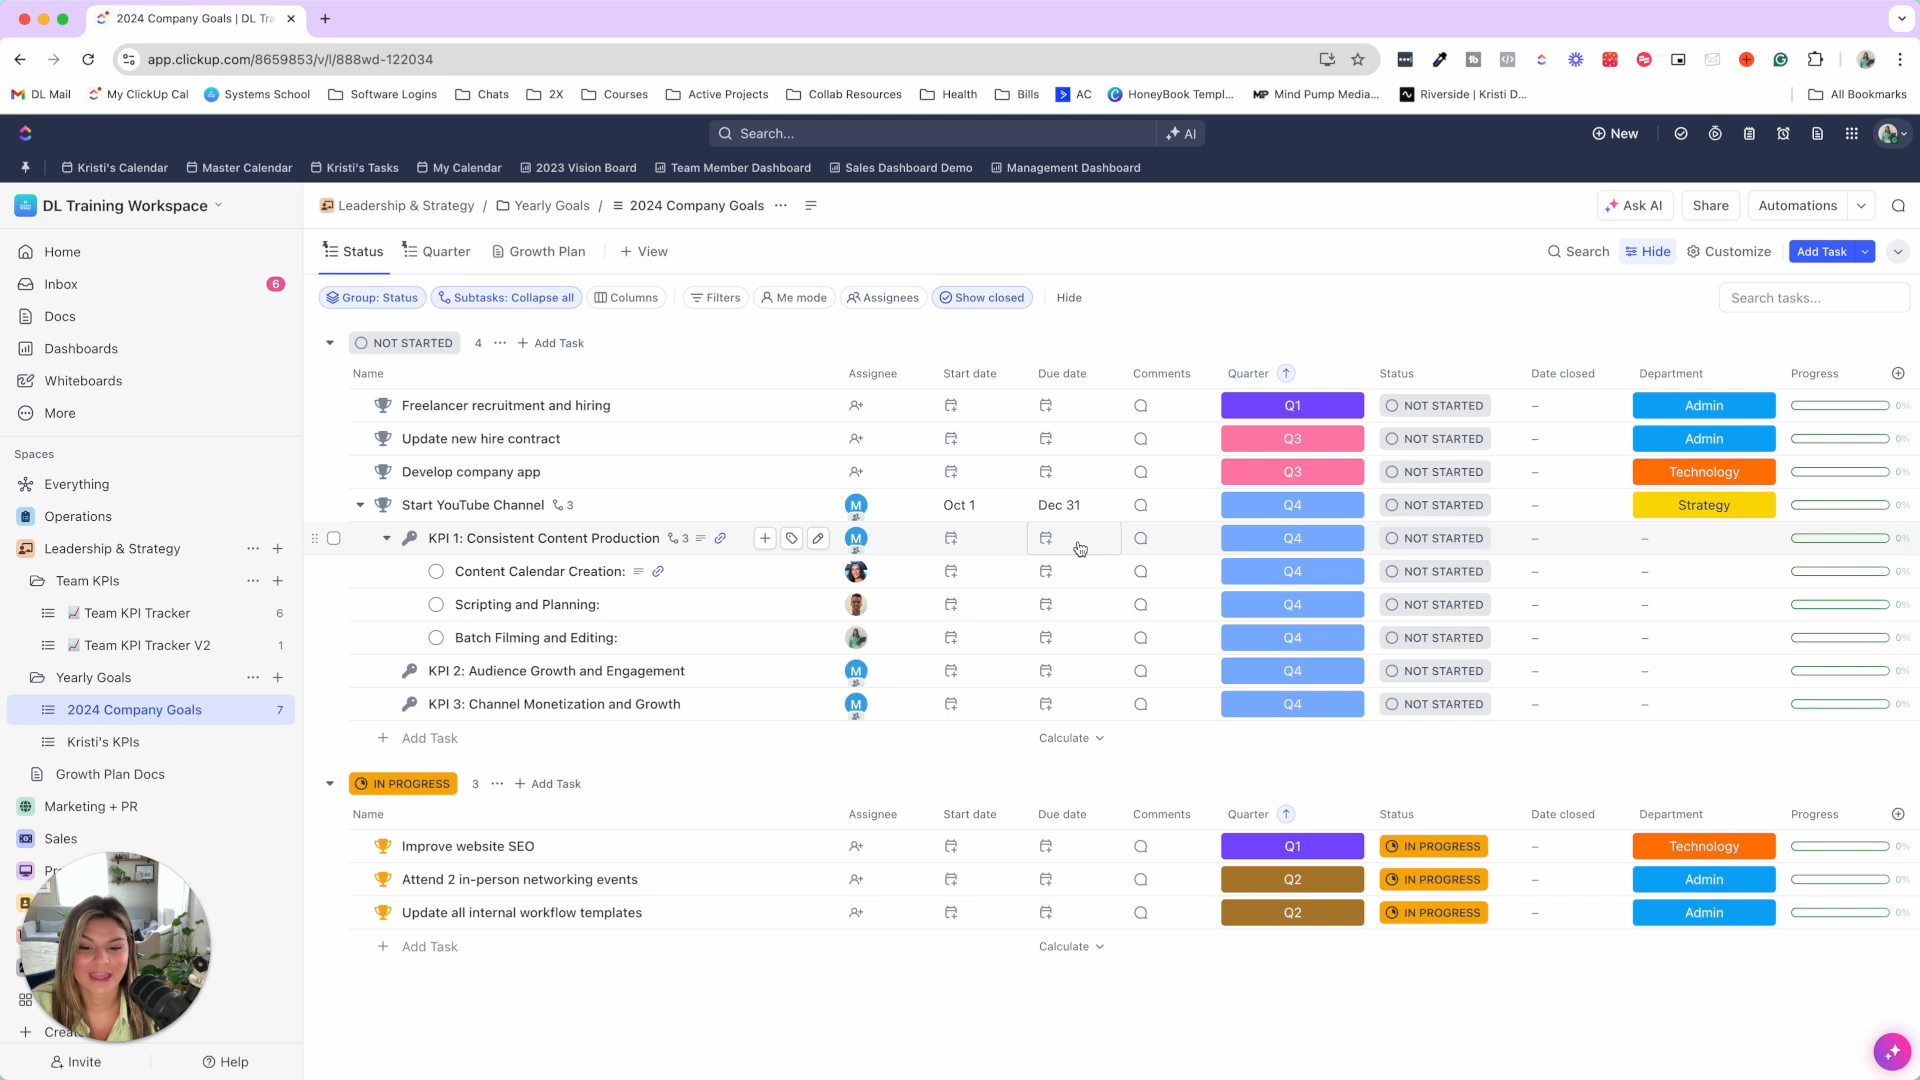 2024 Company Goals | DL Tra
app.clickup.com/8659853/v/l/888wd-122034
DL Mail My ClickUp Cal Systems School Software Logins Chats 2X Courses Active Projects Collab Resources Health Bills AC HoneyBook Templ... MP Mind Pump Media... Riverside | Kristi D... All Bookmarks
Search... AI New
Kristi's Calendar Master Calendar Kristi's Tasks My Calendar 2023 Vision Board Team Member Dashboard Sales Dashboard Demo Management Dashboard
DL Training Workspace
Leadership & Strategy / Yearly Goals / 2024 Company Goals ... Ask AI Share Automations
Home
Inbox 6
Docs
Dashboards
Whiteboards
More
Spaces
Everything
Operations
Leadership & Strategy
Team KPIs
Team KPI Tracker 6
Team KPI Tracker V2 1
Yearly Goals
2024 Company Goals 7
Kristi's KPIs
Growth Plan Docs
Marketing + PR
Sales
Invite Help
Status Quarter Growth Plan + View Search Hide Customize Add Task
Group: Status Subtasks: Collapse all Columns Filters Me mode Assignees Show closed Hide Search tasks...
NOT STARTED 4 ... + Add Task
Name Assignee Start date Due date Comments Quarter Status Date closed Department Progress
Freelancer recruitment and hiring Q1 NOT STARTED – Admin 0%
Update new hire contract Q3 NOT STARTED – Admin 0%
Develop company app Q3 NOT STARTED – Technology 0%
Start YouTube Channel 3 M Oct 1 Dec 31 Q4 NOT STARTED – Strategy 0%
KPI 1: Consistent Content Production 3 M Q4 NOT STARTED – – 0%
Content Calendar Creation: Q4 NOT STARTED – – 0%
Scripting and Planning: Q4 NOT STARTED – – 0%
Batch Filming and Editing: Q4 NOT STARTED – – 0%
KPI 2: Audience Growth and Engagement M Q4 NOT STARTED – – 0%
KPI 3: Channel Monetization and Growth M Q4 NOT STARTED – – 0%
+ Add Task Calculate
IN PROGRESS 3 ... + Add Task
Name Assignee Start date Due date Comments Quarter Status Date closed Department Progress
Improve website SEO Q1 IN PROGRESS – Technology 0%
Attend 2 in-person networking events Q2 IN PROGRESS – Admin 0%
Update all internal workflow templates Q2 IN PROGRESS – Admin 0%
+ Add Task Calculate